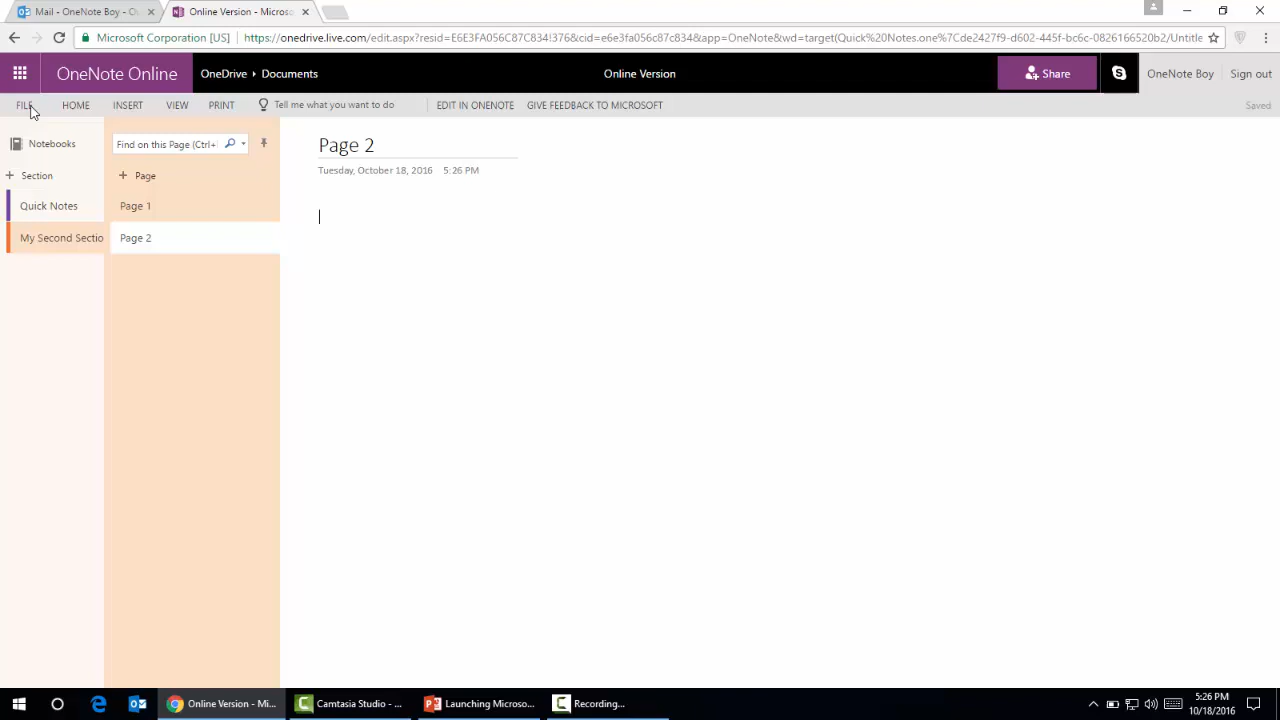 Mail - OneNote Boy - O
Online Version - Micros
Microsoft Corporation [US]
https://onedrive.live.com/edit.aspx?resid=E6E3FA056C87C834!376&cid=e6e3fa056c87c834&app=OneNote&wd=target(Quick%20Notes.one%7Cde2427f9-d602-445f-bc6c-0826166520b2/Untitle
OneNote Online
OneDrive
Documents
Online Version
Share
OneNote Boy
Sign out
FILE
HOME
INSERT
VIEW
PRINT
Tell me what you want to do
EDIT IN ONENOTE
GIVE FEEDBACK TO MICROSOFT
Saved
Notebooks
Find on this Page (Ctrl+
Page 2
Tuesday, October 18, 2016 5:26 PM
+ Section
+ Page
Quick Notes
Page 1
My Second Sectio
Page 2
Online Version - Mi...
Camtasia Studio - ...
Launching Microso...
Recording...
5:26 PM
10/18/2016